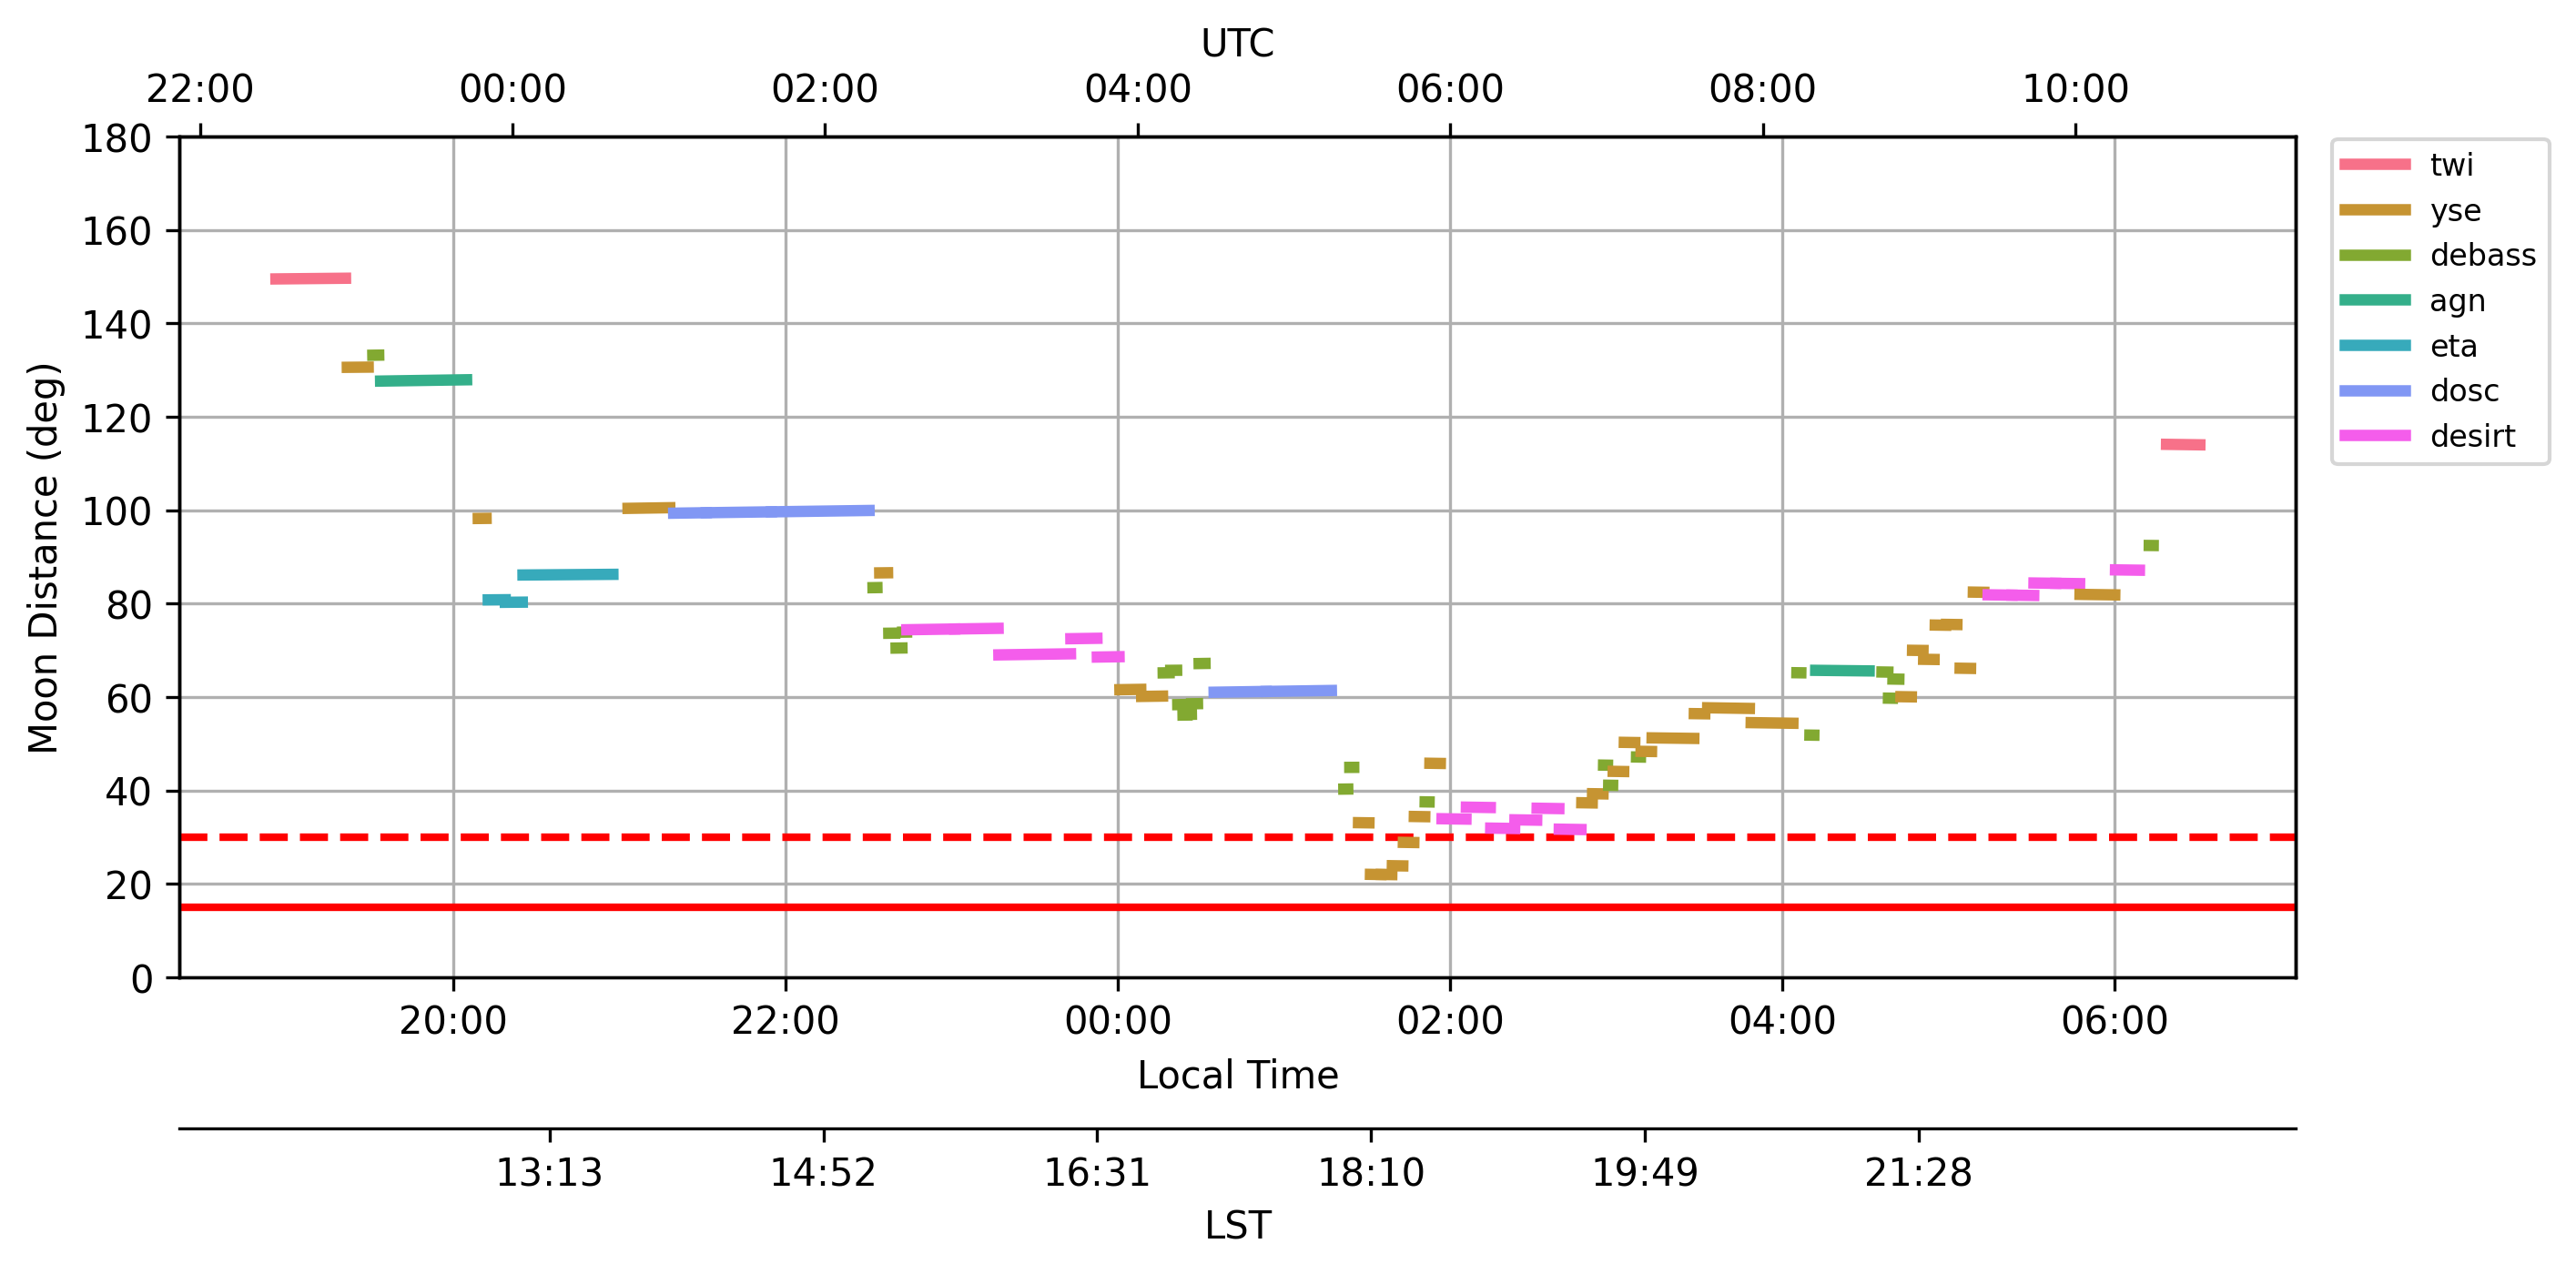 UTC
22:00 00:00 02:00 04:00 06:00 08:00 10:00
180
160
140
120
100
80
60
40
20
0
Moon Distance (deg)
twi
yse
debass
agn
eta
dosc
desirt
20:00 22:00 00:00 02:00 04:00 06:00
Local Time
13:13 14:52 16:31 18:10 19:49 21:28
LST